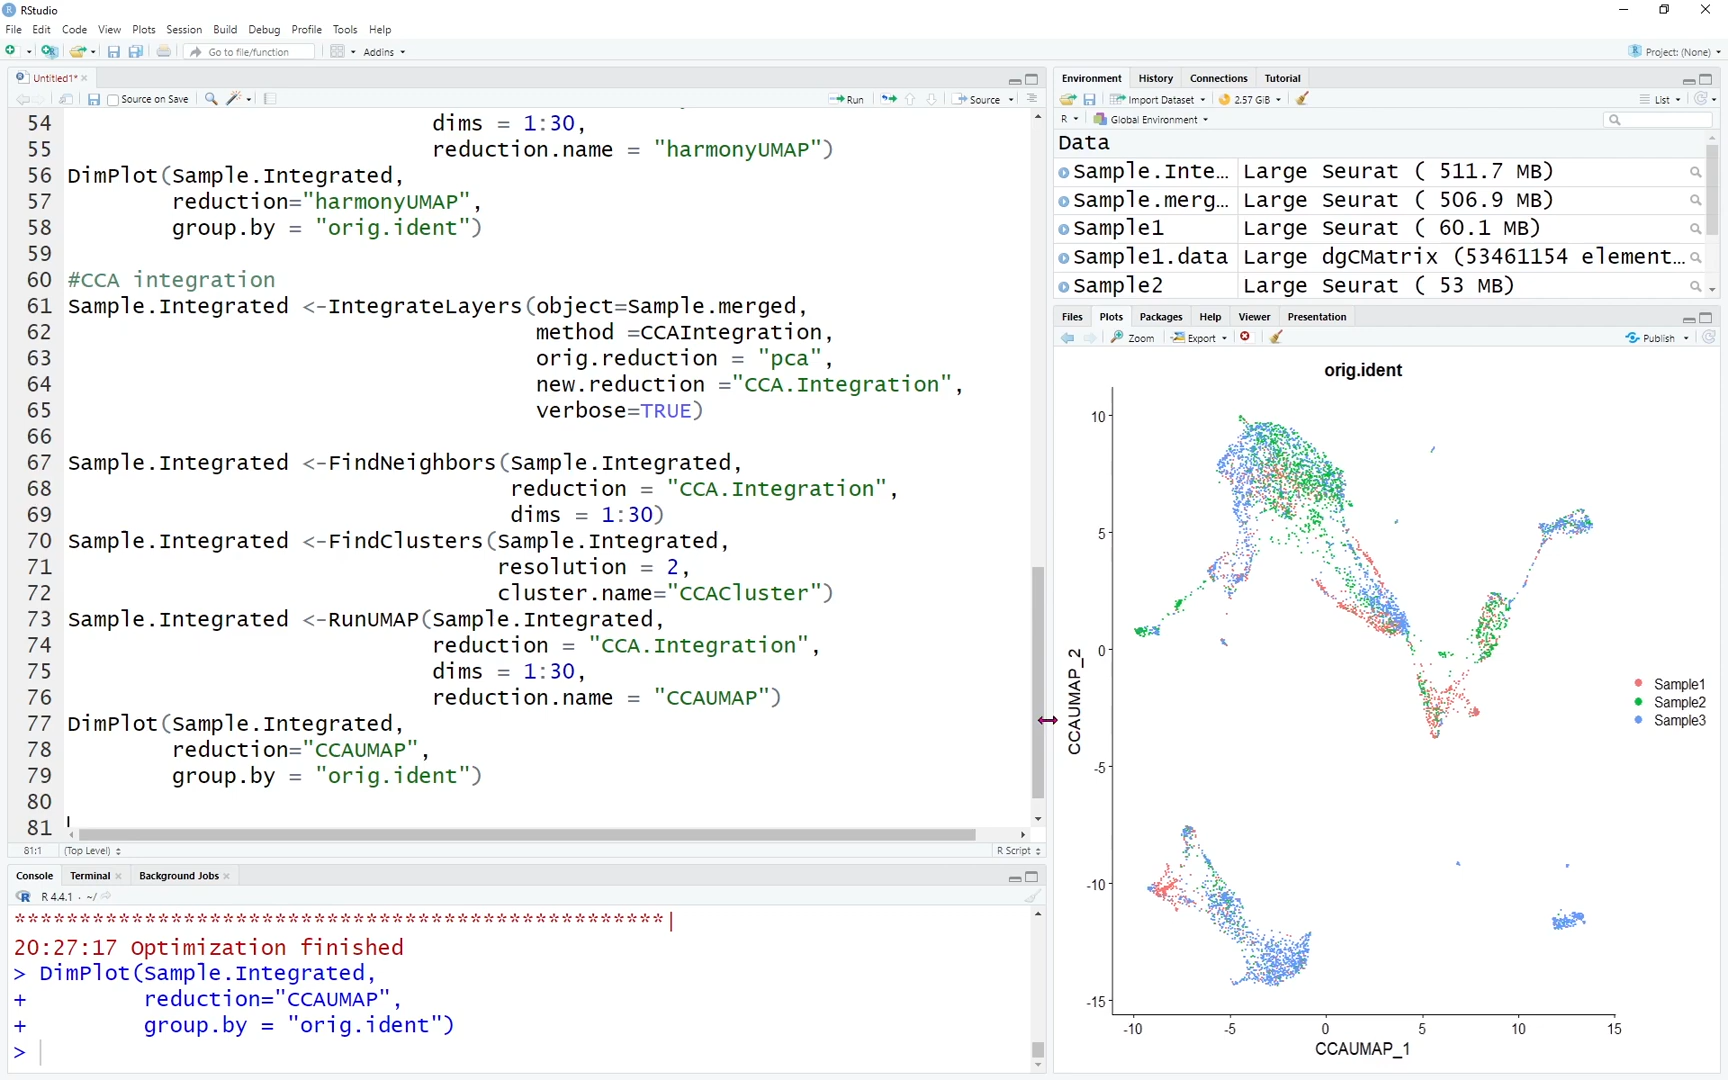 RStudio
File Edit Code View Plots Session Build Debug Profile Tools Help
Go to file/function Addins Project: (None)
Untitled1*
Source on Save Run Source
54 dims = 1:30,
55 reduction.name = "harmonyUMAP")
56 DimPlot(Sample.Integrated,
57 reduction="harmonyUMAP",
58 group.by = "orig.ident")
59
60 #CCA integration
61 Sample.Integrated <-IntegrateLayers(object=Sample.merged,
62 method =CCAIntegration,
63 orig.reduction = "pca",
64 new.reduction ="CCA.Integration",
65 verbose=TRUE)
66
67 Sample.Integrated <-FindNeighbors(Sample.Integrated,
68 reduction = "CCA.Integration",
69 dims = 1:30)
70 Sample.Integrated <-FindClusters(Sample.Integrated,
71 resolution = 2,
72 cluster.name="CCACluster")
73 Sample.Integrated <-RunUMAP(Sample.Integrated,
74 reduction = "CCA.Integration",
75 dims = 1:30,
76 reduction.name = "CCAUMAP")
77 DimPlot(Sample.Integrated,
78 reduction="CCAUMAP",
79 group.by = "orig.ident")
80
81
81:1 (Top Level) R Script
Console Terminal Background Jobs
R 4.4.1 · ~/
**************************************************|
20:27:17 Optimization finished
> DimPlot(Sample.Integrated,
+ reduction="CCAUMAP",
+ group.by = "orig.ident")
>
Environment History Connections Tutorial
Import Dataset 2.57 GiB List
R Global Environment
Data
Sample.Inte… Large Seurat ( 511.7 MB)
Sample.merg… Large Seurat ( 506.9 MB)
Sample1 Large Seurat ( 60.1 MB)
Sample1.data Large dgCMatrix (53461154 element…
Sample2 Large Seurat ( 53 MB)
Files Plots Packages Help Viewer Presentation
Zoom Export Publish
orig.ident
10
5
0
-5
-10
-15
CCAUMAP_2
Sample1
Sample2
Sample3
-10 -5 0 5 10 15
CCAUMAP_1